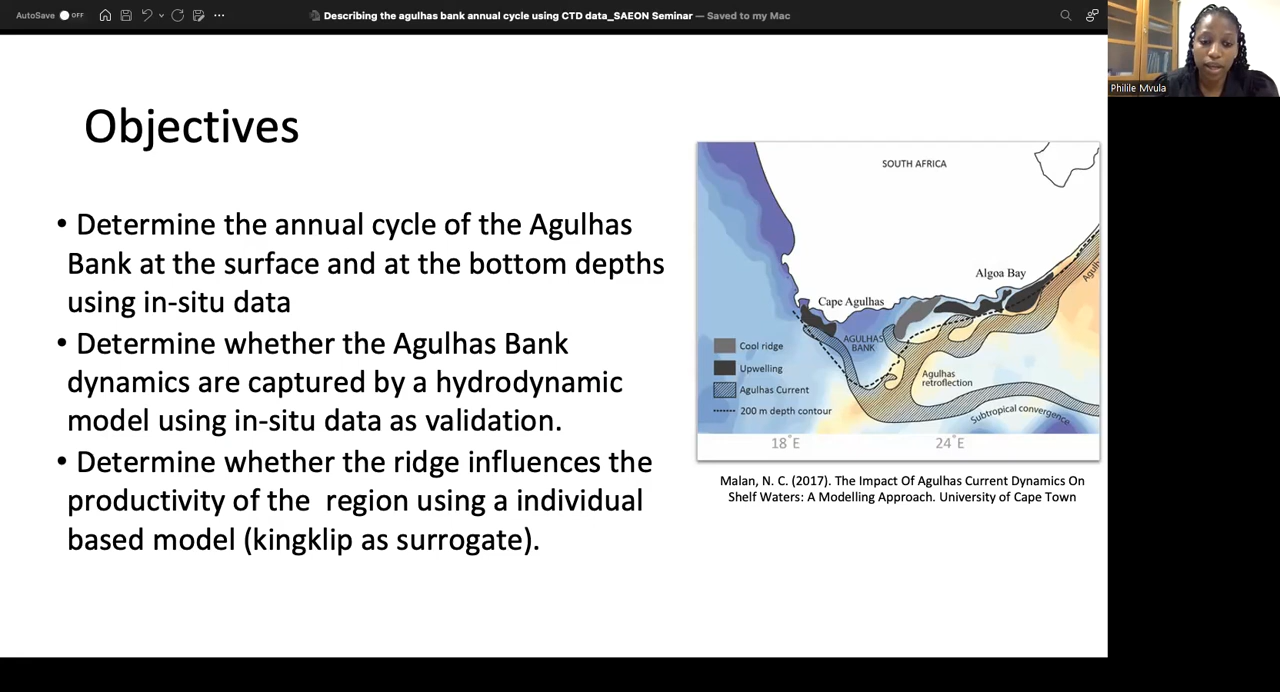 AutoSave OFF
Describing the agulhas bank annual cycle using CTD data_SAEON Seminar — Saved to my Mac
Philile Mvula
Objectives
• Determine the annual cycle of the Agulhas
Bank at the surface and at the bottom depths
using in-situ data
• Determine whether the Agulhas Bank
dynamics are captured by a hydrodynamic
model using in-situ data as validation.
• Determine whether the ridge influences the
productivity of the region using a individual
based model (kingklip as surrogate).
SOUTH AFRICA
Algoa Bay
Cape Agulhas
AGULHAS
BANK
Agulhas
retroflection
Subtropical convergence
Cool ridge
Upwelling
Agulhas Current
200 m depth contour
18°E
24°E
Malan, N. C. (2017). The Impact Of Agulhas Current Dynamics On
Shelf Waters: A Modelling Approach. University of Cape Town